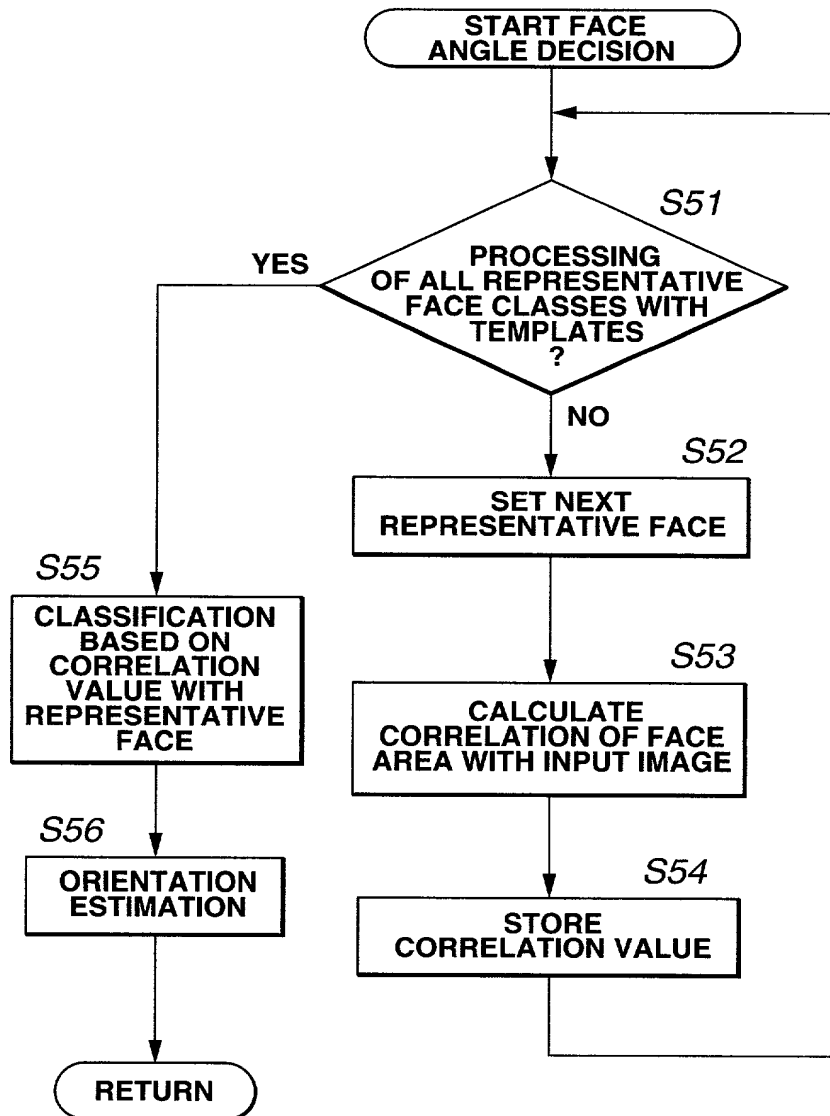 START FACE
ANGLE DECISION
S51
YES
PROCESSING
OF ALL REPRESENTATIVE
FACE CLASSES WITH
TEMPLATES
?
NO
S52
SET NEXT
REPRESENTATIVE FACE
S55
CLASSIFICATION
BASED ON
CORRELATION
VALUE WITH
REPRESENTATIVE
FACE
S53
CALCULATE
CORRELATION OF FACE
AREA WITH INPUT IMAGE
S56
ORIENTATION
ESTIMATION
S54
STORE
CORRELATION VALUE
RETURN